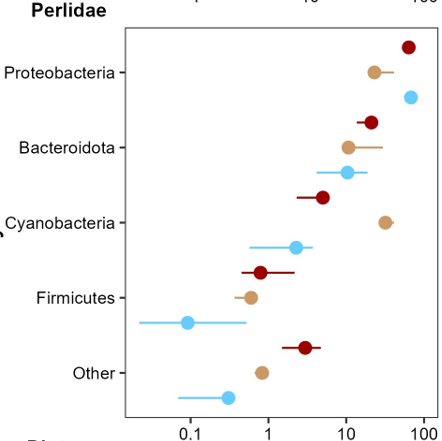 Perlidae
Proteobacteria
Bacteroidota
Cyanobacteria
Firmicutes
Other
0.1 1 10 100